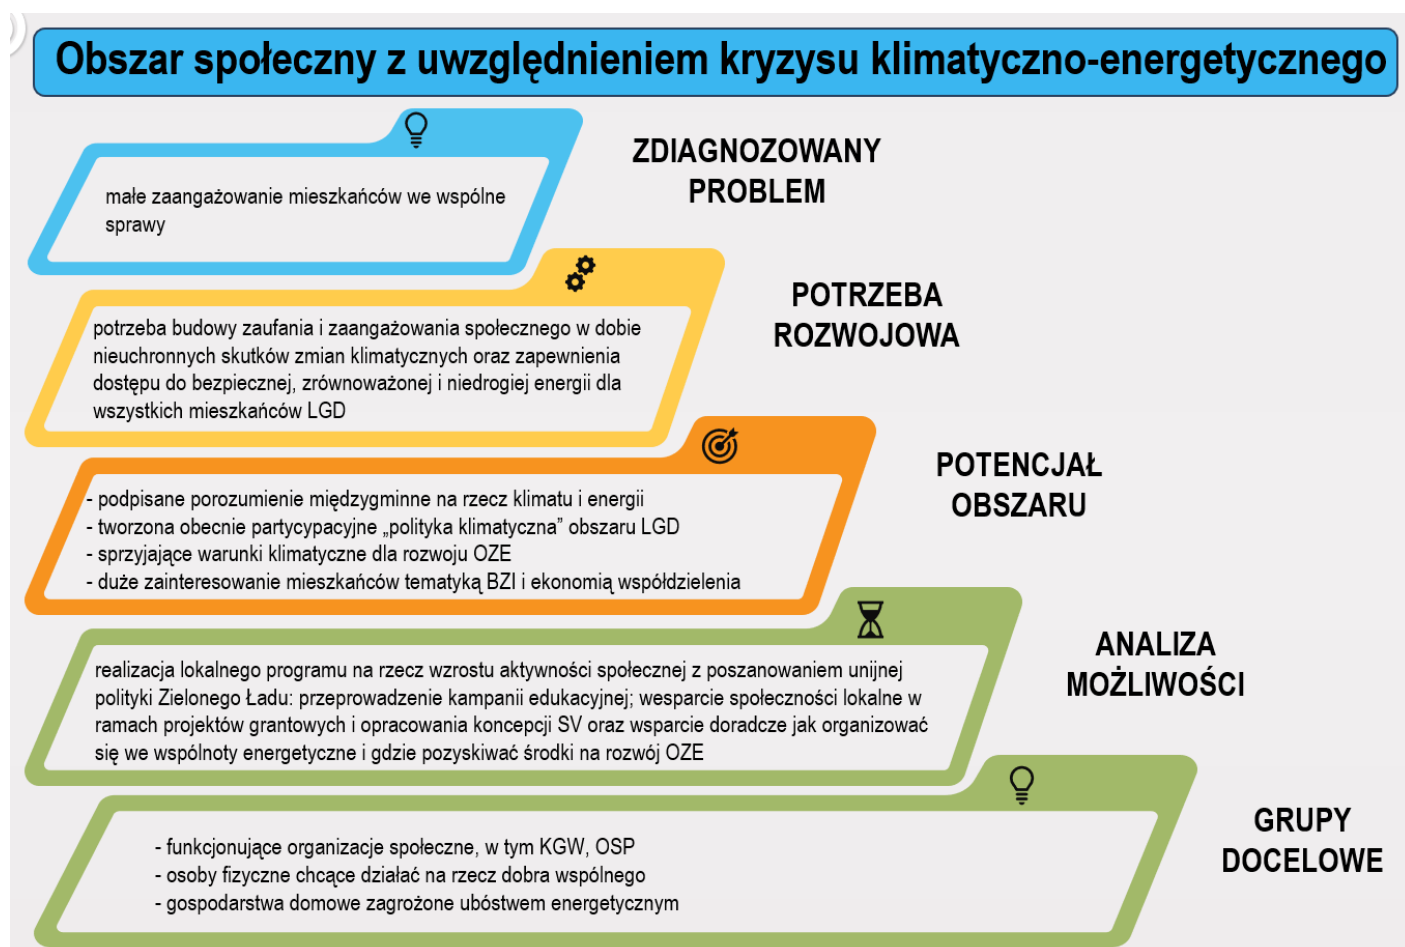 Obszar społeczny z uwzględnieniem kryzysu klimatyczno-energetycznego
małe zaangażowanie mieszkańców we wspólne
sprawy
ZDIAGNOZOWANY
PROBLEM
potrzeba budowy zaufania i zaangażowania społecznego w dobie
nieuchronnych skutków zmian klimatycznych oraz zapewnienia
dostępu do bezpiecznej, zrównoważonej i niedrogiej energii dla
wszystkich mieszkańców LGD
POTRZEBA
ROZWOJOWA
- podpisane porozumienie międzygminne na rzecz klimatu i energii
- tworzona obecnie partycypacyjne „polityka klimatyczna” obszaru LGD
- sprzyjające warunki klimatyczne dla rozwoju OZE
- duże zainteresowanie mieszkańców tematyką BZI i ekonomią współdzielenia
POTENCJAŁ
OBSZARU
realizacja lokalnego programu na rzecz wzrostu aktywności społecznej z poszanowaniem unijnej
polityki Zielonego Ładu: przeprowadzenie kampanii edukacyjnej; wesparcie społeczności lokalne w
ramach projektów grantowych i opracowania koncepcji SV oraz wsparcie doradcze jak organizować
się we wspólnoty energetyczne i gdzie pozyskiwać środki na rozwój OZE
ANALIZA
MOŻLIWOŚCI
- funkcjonujące organizacje społeczne, w tym KGW, OSP
- osoby fizyczne chcące działać na rzecz dobra wspólnego
- gospodarstwa domowe zagrożone ubóstwem energetycznym
GRUPY
DOCELOWE